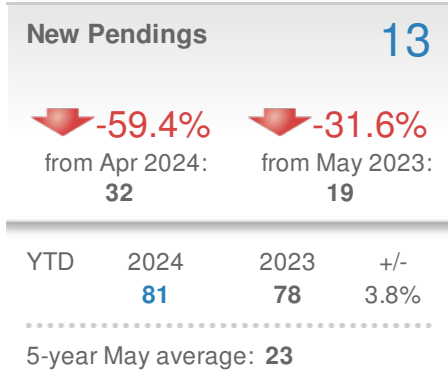 New Pendings 13
-59.4% -31.6%
from Apr 2024: from May 2023:
32 19
YTD 2024 2023 +/-
81 78 3.8%
5-year May average: 23